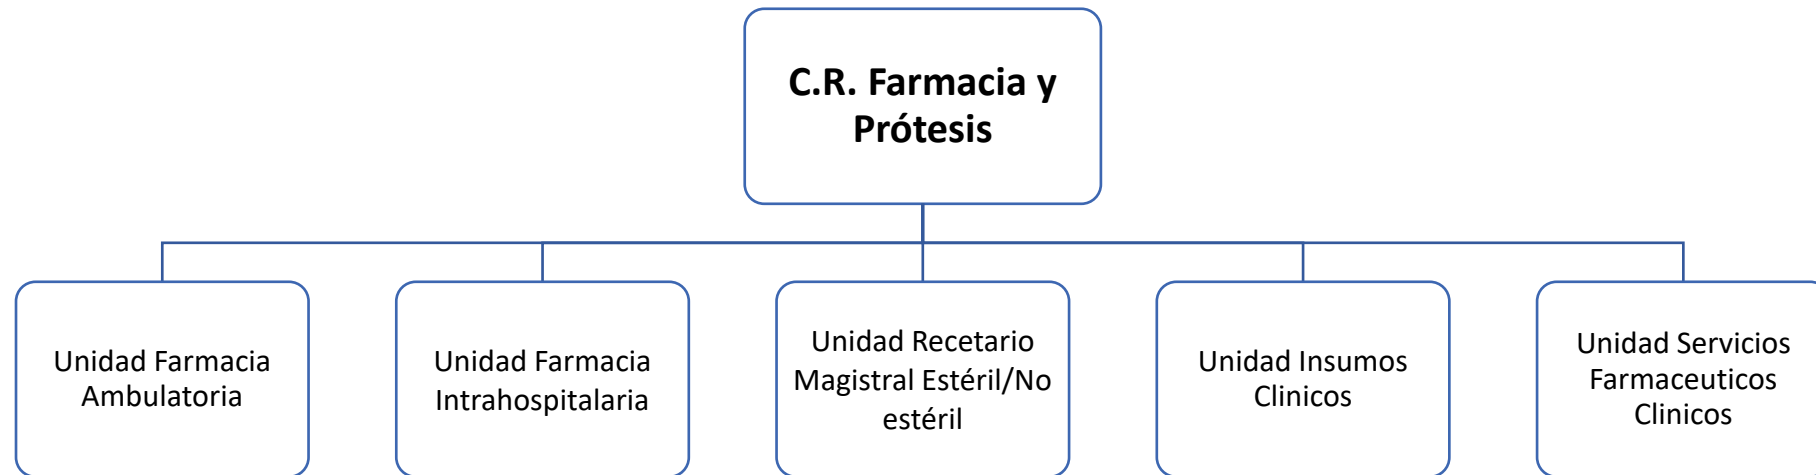 C.R. Farmacia y
Prótesis
Unidad Farmacia
Ambulatoria
Unidad Farmacia
Intrahospitalaria
Unidad Recetario
Magistral Estéril/No
estéril
Unidad Insumos
Clinicos
Unidad Servicios
Farmaceuticos
Clinicos